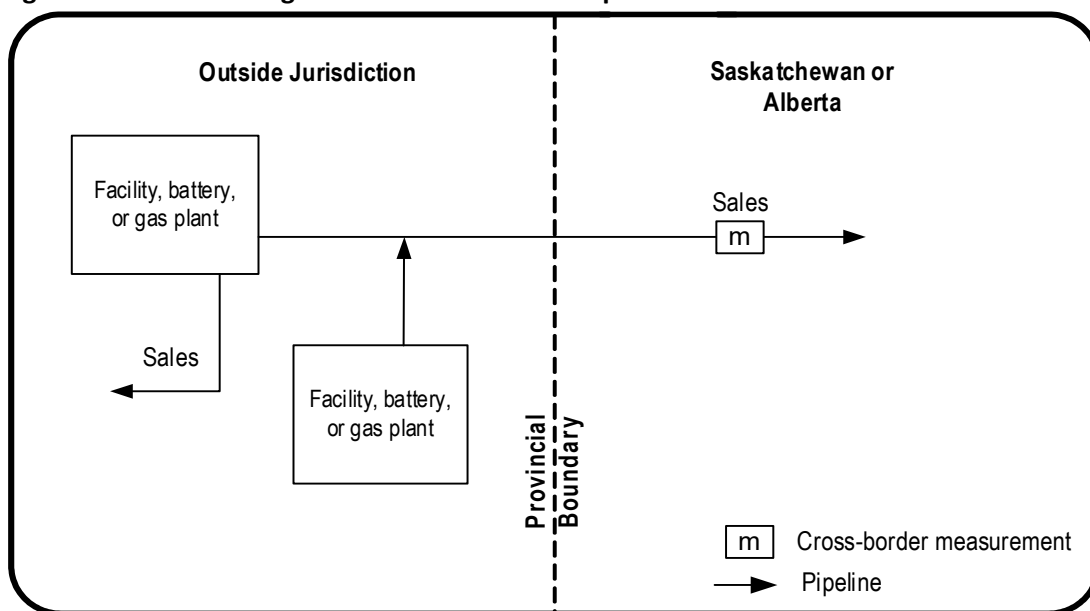 Outside Jurisdiction
Saskatchewan or
Alberta
Facility, battery,
or gas plant
Sales
m
Sales
Facility, battery,
or gas plant
Provincial
Boundary
m Cross-border measurement
Pipeline